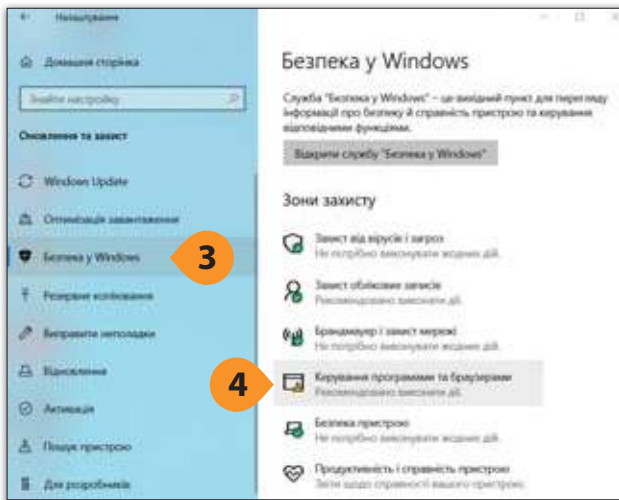 Налаштування
Домашня сторінка
Знайти настройку
Оновлення та захист
Windows Update
Оптимізація завантаження
Безпека у Windows
3
Резервне копіювання
Виправити неполадки
Відновлення
Активація
Пошук пристрою
Для розробників
Безпека у Windows
Служба "Безпека у Windows" – це вихідний пункт для перегляду
інформації про безпеку й справність пристрою та керування
відповідними функціями.
Відкрити службу "Безпека у Windows"
Зони захисту
Захист від вірусів і загроз
Не потрібно виконувати жодних дій.
Захист облікових записів
Рекомендовано виконати дії.
Брандмауер і захист мережі
Не потрібно виконувати жодних дій.
4
Керування програмами та браузерами
Рекомендовано виконати дії.
Безпека пристрою
Не потрібно виконувати жодних дій.
Продуктивність і справність пристрою
Звіти щодо справності вашого пристрою.